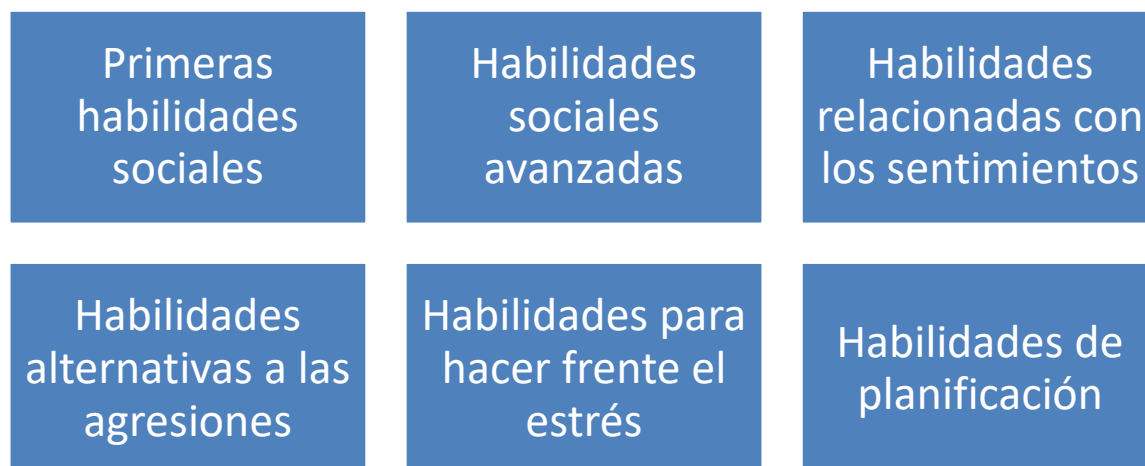 Primeras
habilidades
sociales
Habilidades
sociales
avanzadas
Habilidades
relacionadas con
los sentimientos
Habilidades
alternativas a las
agresiones
Habilidades para
hacer frente el
estrés
Habilidades de
planificación